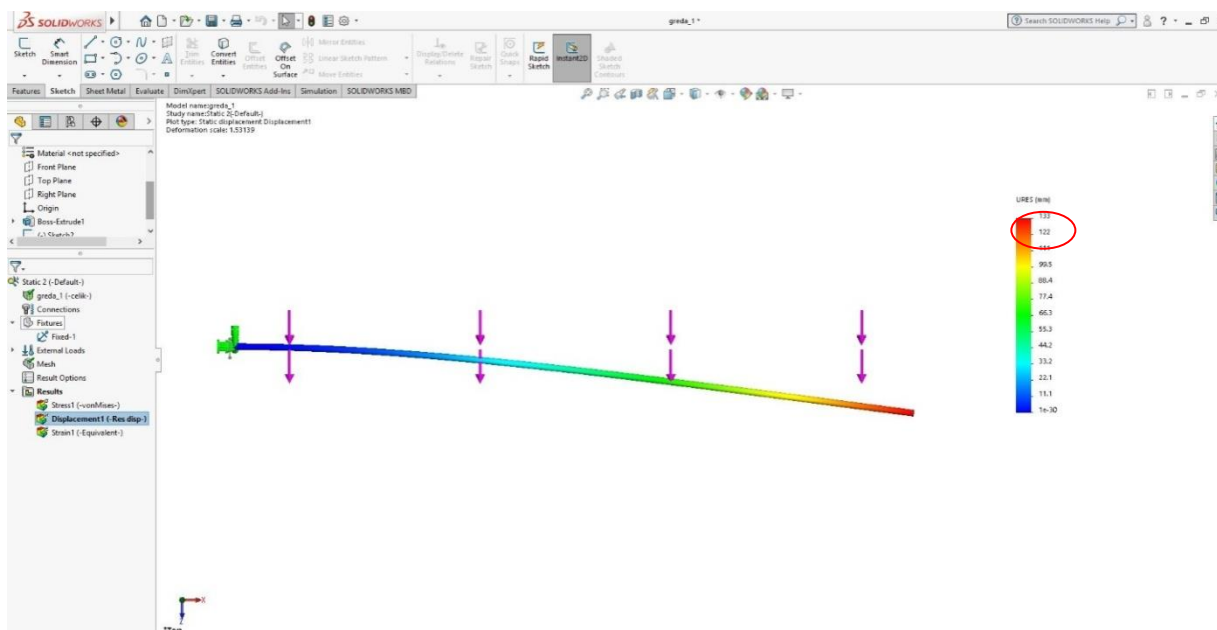 SOLIDWORKS
greda_1 *
Search SOLIDWORKS Help
Sketch
Smart Dimension
Trim Entities
Convert Entities
Offset Entities
Offset On Surface
Mirror Entities
Linear Sketch Pattern
Move Entities
Display/Delete Relations
Repair Sketch
Quick Snaps
Rapid Sketch
Instant2D
Shaded Sketch Contours
Features Sketch Sheet Metal Evaluate DimXpert SOLIDWORKS Add-Ins Simulation SOLIDWORKS MBD
Model name:greda_1
Study name:Static 2(-Default-)
Plot type: Static displacement Displacement1
Deformation scale: 1.53139
Material <not specified>
Front Plane
Top Plane
Right Plane
Origin
Boss-Extrude1
(-) Sketch2
Static 2 (-Default-)
greda_1 (-celik-)
Connections
Fixtures
Fixed-1
External Loads
Mesh
Result Options
Results
Stress1 (-vonMises-)
Displacement1 (-Res disp-)
Strain1 (-Equivalent-)
URES (mm)
133
122
111
99.5
88.4
77.4
66.3
55.3
44.2
33.2
22.1
11.1
1e-30
X
Z
*Top